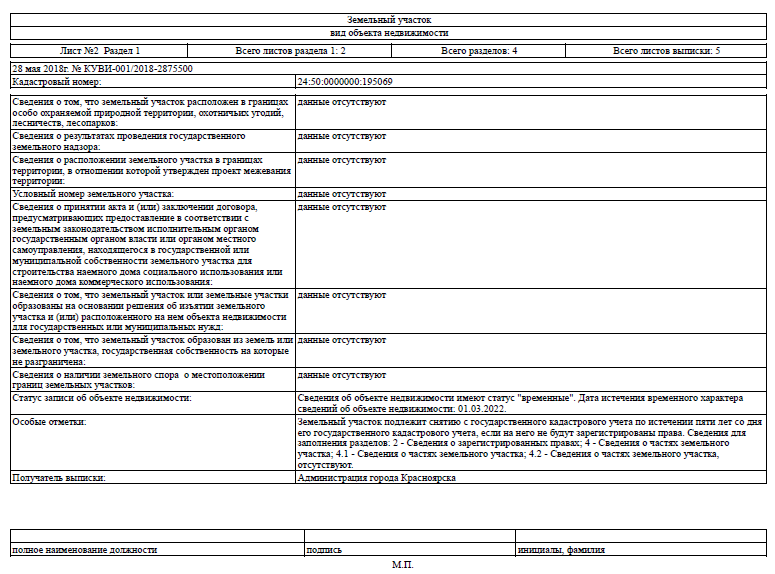 Земельный участок
вид объекта недвижимости
Лист №2 Раздел 1 Всего листов раздела 1: 2 Всего разделов: 4 Всего листов выписки: 5
28 мая 2018г. № КУВИ-001/2018-2875500
Кадастровый номер: 24:50:0000000:195069
Сведения о том, что земельный участок расположен в границах данные отсутствуют
особо охраняемой природной территории, охотничьих угодий,
лесничеств, лесопарков:
Сведения о результатах проведения государственного данные отсутствуют
земельного надзора:
Сведения о расположении земельного участка в границах данные отсутствуют
территории, в отношении которой утвержден проект межевания
территории:
Условный номер земельного участка: данные отсутствуют
Сведения о принятии акта и (или) заключении договора, данные отсутствуют
предусматривающих предоставление в соответствии с
земельным законодательством исполнительным органом
государственным органом власти или органом местного
самоуправления, находящегося в государственной или
муниципальной собственности земельного участка для
строительства наемного дома социального использования или
наемного дома коммерческого использования:
Сведения о том, что земельный участок или земельные участки данные отсутствуют
образованы на основании решения об изъятии земельного
участка и (или) расположенного на нем объекта недвижимости
для государственных или муниципальных нужд:
Сведения о том, что земельный участок образован из земель или данные отсутствуют
земельного участка, государственная собственность на которые
не разграничена:
Сведения о наличии земельного спора о местоположении данные отсутствуют
границ земельных участков:
Статус записи об объекте недвижимости: Сведения об объекте недвижимости имеют статус "временные". Дата истечения временного характера
сведений об объекте недвижимости: 01.03.2022.
Особые отметки: Земельный участок подлежит снятию с государственного кадастрового учета по истечении пяти лет со дня
его государственного кадастрового учета, если на него не будут зарегистрированы права. Сведения для
заполнения разделов: 2 - Сведения о зарегистрированных правах; 4 - Сведения о частях земельного
участка; 4.1 - Сведения о частях земельного участка; 4.2 - Сведения о частях земельного участка,
отсутствуют.
Получатель выписки: Администрация города Красноярска
полное наименование должности подпись инициалы, фамилия
М.П.